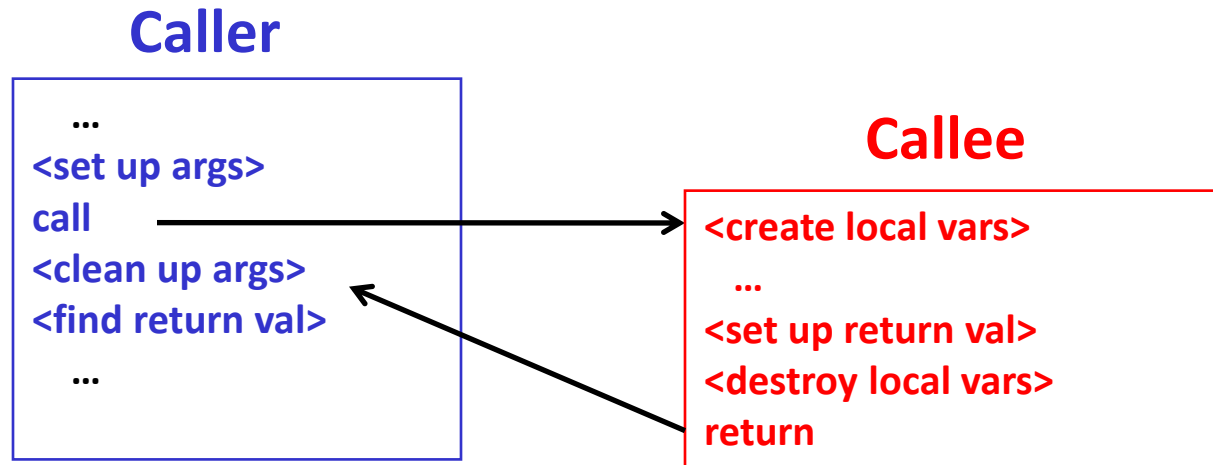 Caller
...
<set up args>
call
<clean up args>
<find return val>
...
Callee
<create local vars>
...
<set up return val>
<destroy local vars>
return